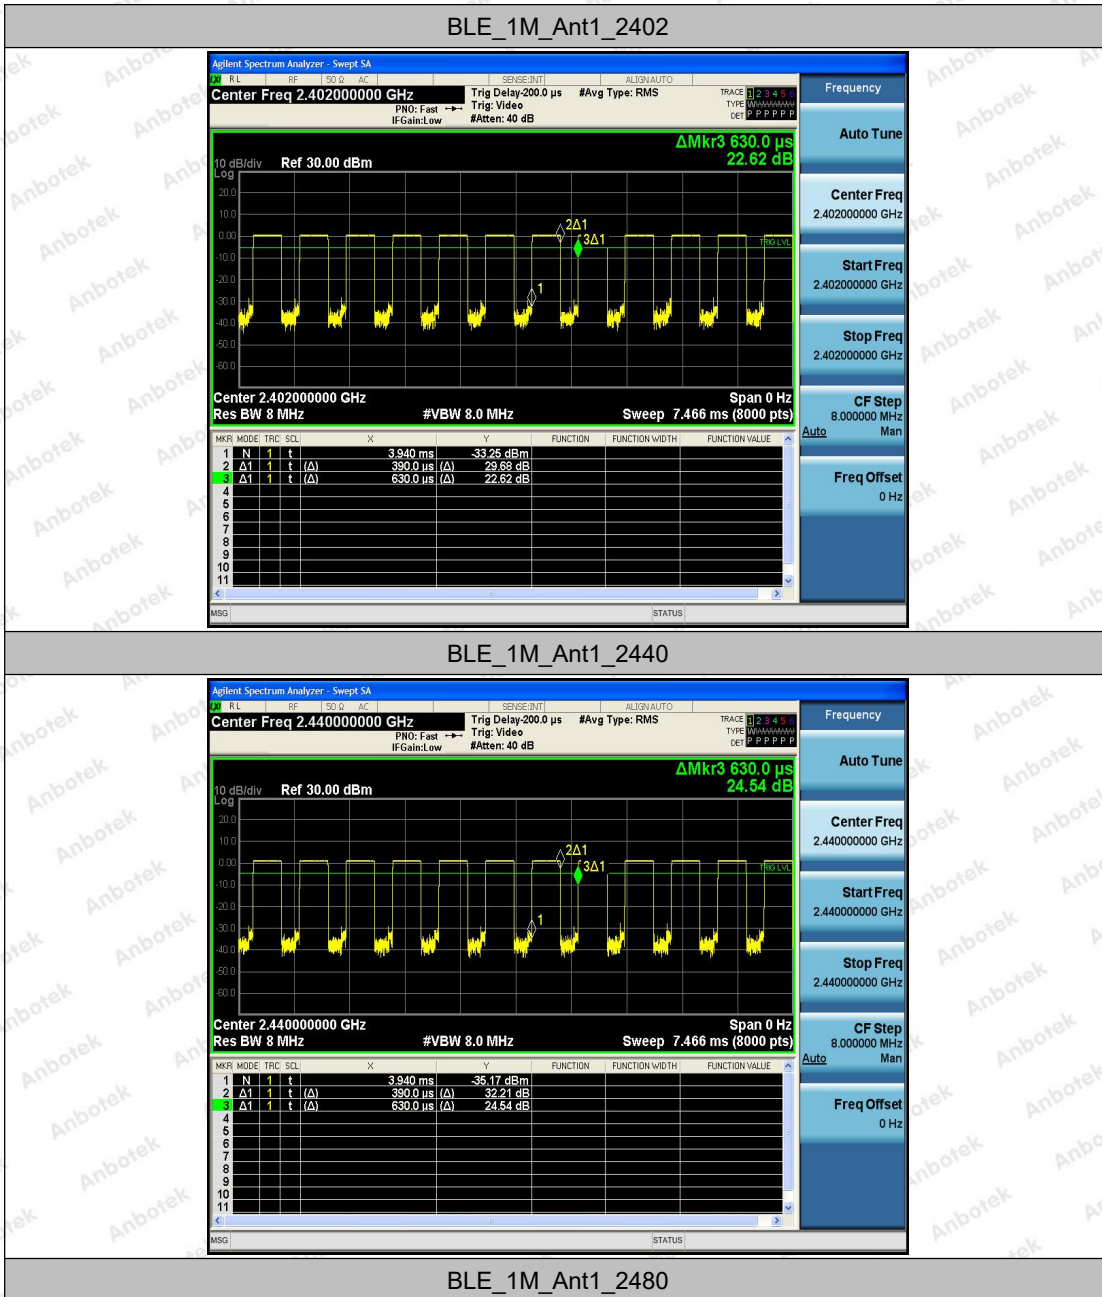 BLE_1M_Ant1_2402
Agilent Spectrum Analyzer - Swept SA
LXI RL RF 50 Ω AC SENSE:INT ALIGNAUTO
Center Freq 2.402000000 GHz
PNO: Fast
IFGain:Low
Trig Delay-200.0 µs #Avg Type: RMS
Trig: Video
#Atten: 40 dB
TRACE 1 2 3 4 5 6
TYPE
DET P P P P P P
ΔMkr3 630.0 µs
22.62 dB
10 dB/div Ref 30.00 dBm
Log
20.0
10.0
0.00
-10.0
-20.0
-30.0
-40.0
-50.0
-60.0
2Δ1
3Δ1
1
TRIG LVL
Center 2.402000000 GHz Span 0 Hz
Res BW 8 MHz #VBW 8.0 MHz Sweep 7.466 ms (8000 pts)
MKR MODE TRC SCL X Y FUNCTION FUNCTION WIDTH FUNCTION VALUE
1 N 1 t 3.940 ms -33.25 dBm
2 Δ1 1 t (Δ) 390.0 µs (Δ) 29.68 dB
3 Δ1 1 t (Δ) 630.0 µs (Δ) 22.62 dB
4
5
6
7
8
9
10
11
MSG STATUS
Frequency
Auto Tune
Center Freq
2.402000000 GHz
Start Freq
2.402000000 GHz
Stop Freq
2.402000000 GHz
CF Step
8.000000 MHz
Auto Man
Freq Offset
0 Hz
BLE_1M_Ant1_2440
Agilent Spectrum Analyzer - Swept SA
LXI RL RF 50 Ω AC SENSE:INT ALIGNAUTO
Center Freq 2.440000000 GHz
PNO: Fast
IFGain:Low
Trig Delay-200.0 µs #Avg Type: RMS
Trig: Video
#Atten: 40 dB
TRACE 1 2 3 4 5 6
TYPE
DET P P P P P P
ΔMkr3 630.0 µs
24.54 dB
10 dB/div Ref 30.00 dBm
Log
20.0
10.0
0.00
-10.0
-20.0
-30.0
-40.0
-50.0
-60.0
2Δ1
3Δ1
1
TRIG LVL
Center 2.440000000 GHz Span 0 Hz
Res BW 8 MHz #VBW 8.0 MHz Sweep 7.466 ms (8000 pts)
MKR MODE TRC SCL X Y FUNCTION FUNCTION WIDTH FUNCTION VALUE
1 N 1 t 3.940 ms -35.17 dBm
2 Δ1 1 t (Δ) 390.0 µs (Δ) 32.21 dB
3 Δ1 1 t (Δ) 630.0 µs (Δ) 24.54 dB
4
5
6
7
8
9
10
11
MSG STATUS
Frequency
Auto Tune
Center Freq
2.440000000 GHz
Start Freq
2.440000000 GHz
Stop Freq
2.440000000 GHz
CF Step
8.000000 MHz
Auto Man
Freq Offset
0 Hz
BLE_1M_Ant1_2480